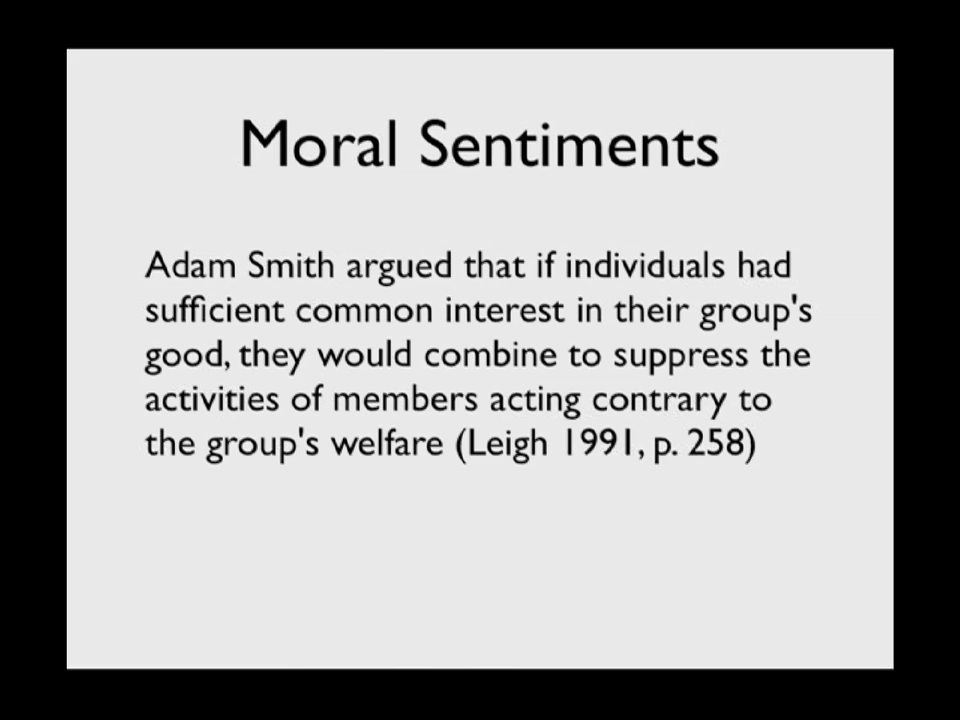 Moral Sentiments
Adam Smith argued that if individuals had
sufficient common interest in their group's
good, they would combine to suppress the
activities of members acting contrary to
the group's welfare (Leigh 1991, p. 258)